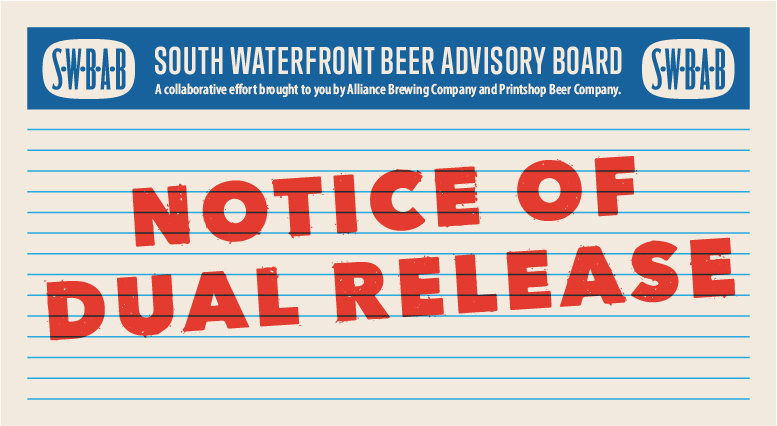 S·W·B·A·B
SOUTH WATERFRONT BEER ADVISORY BOARD
A collaborative effort brought to you by Alliance Brewing Company and Printshop Beer Company.
S·W·B·A·B
NOTICE OF
DUAL RELEASE